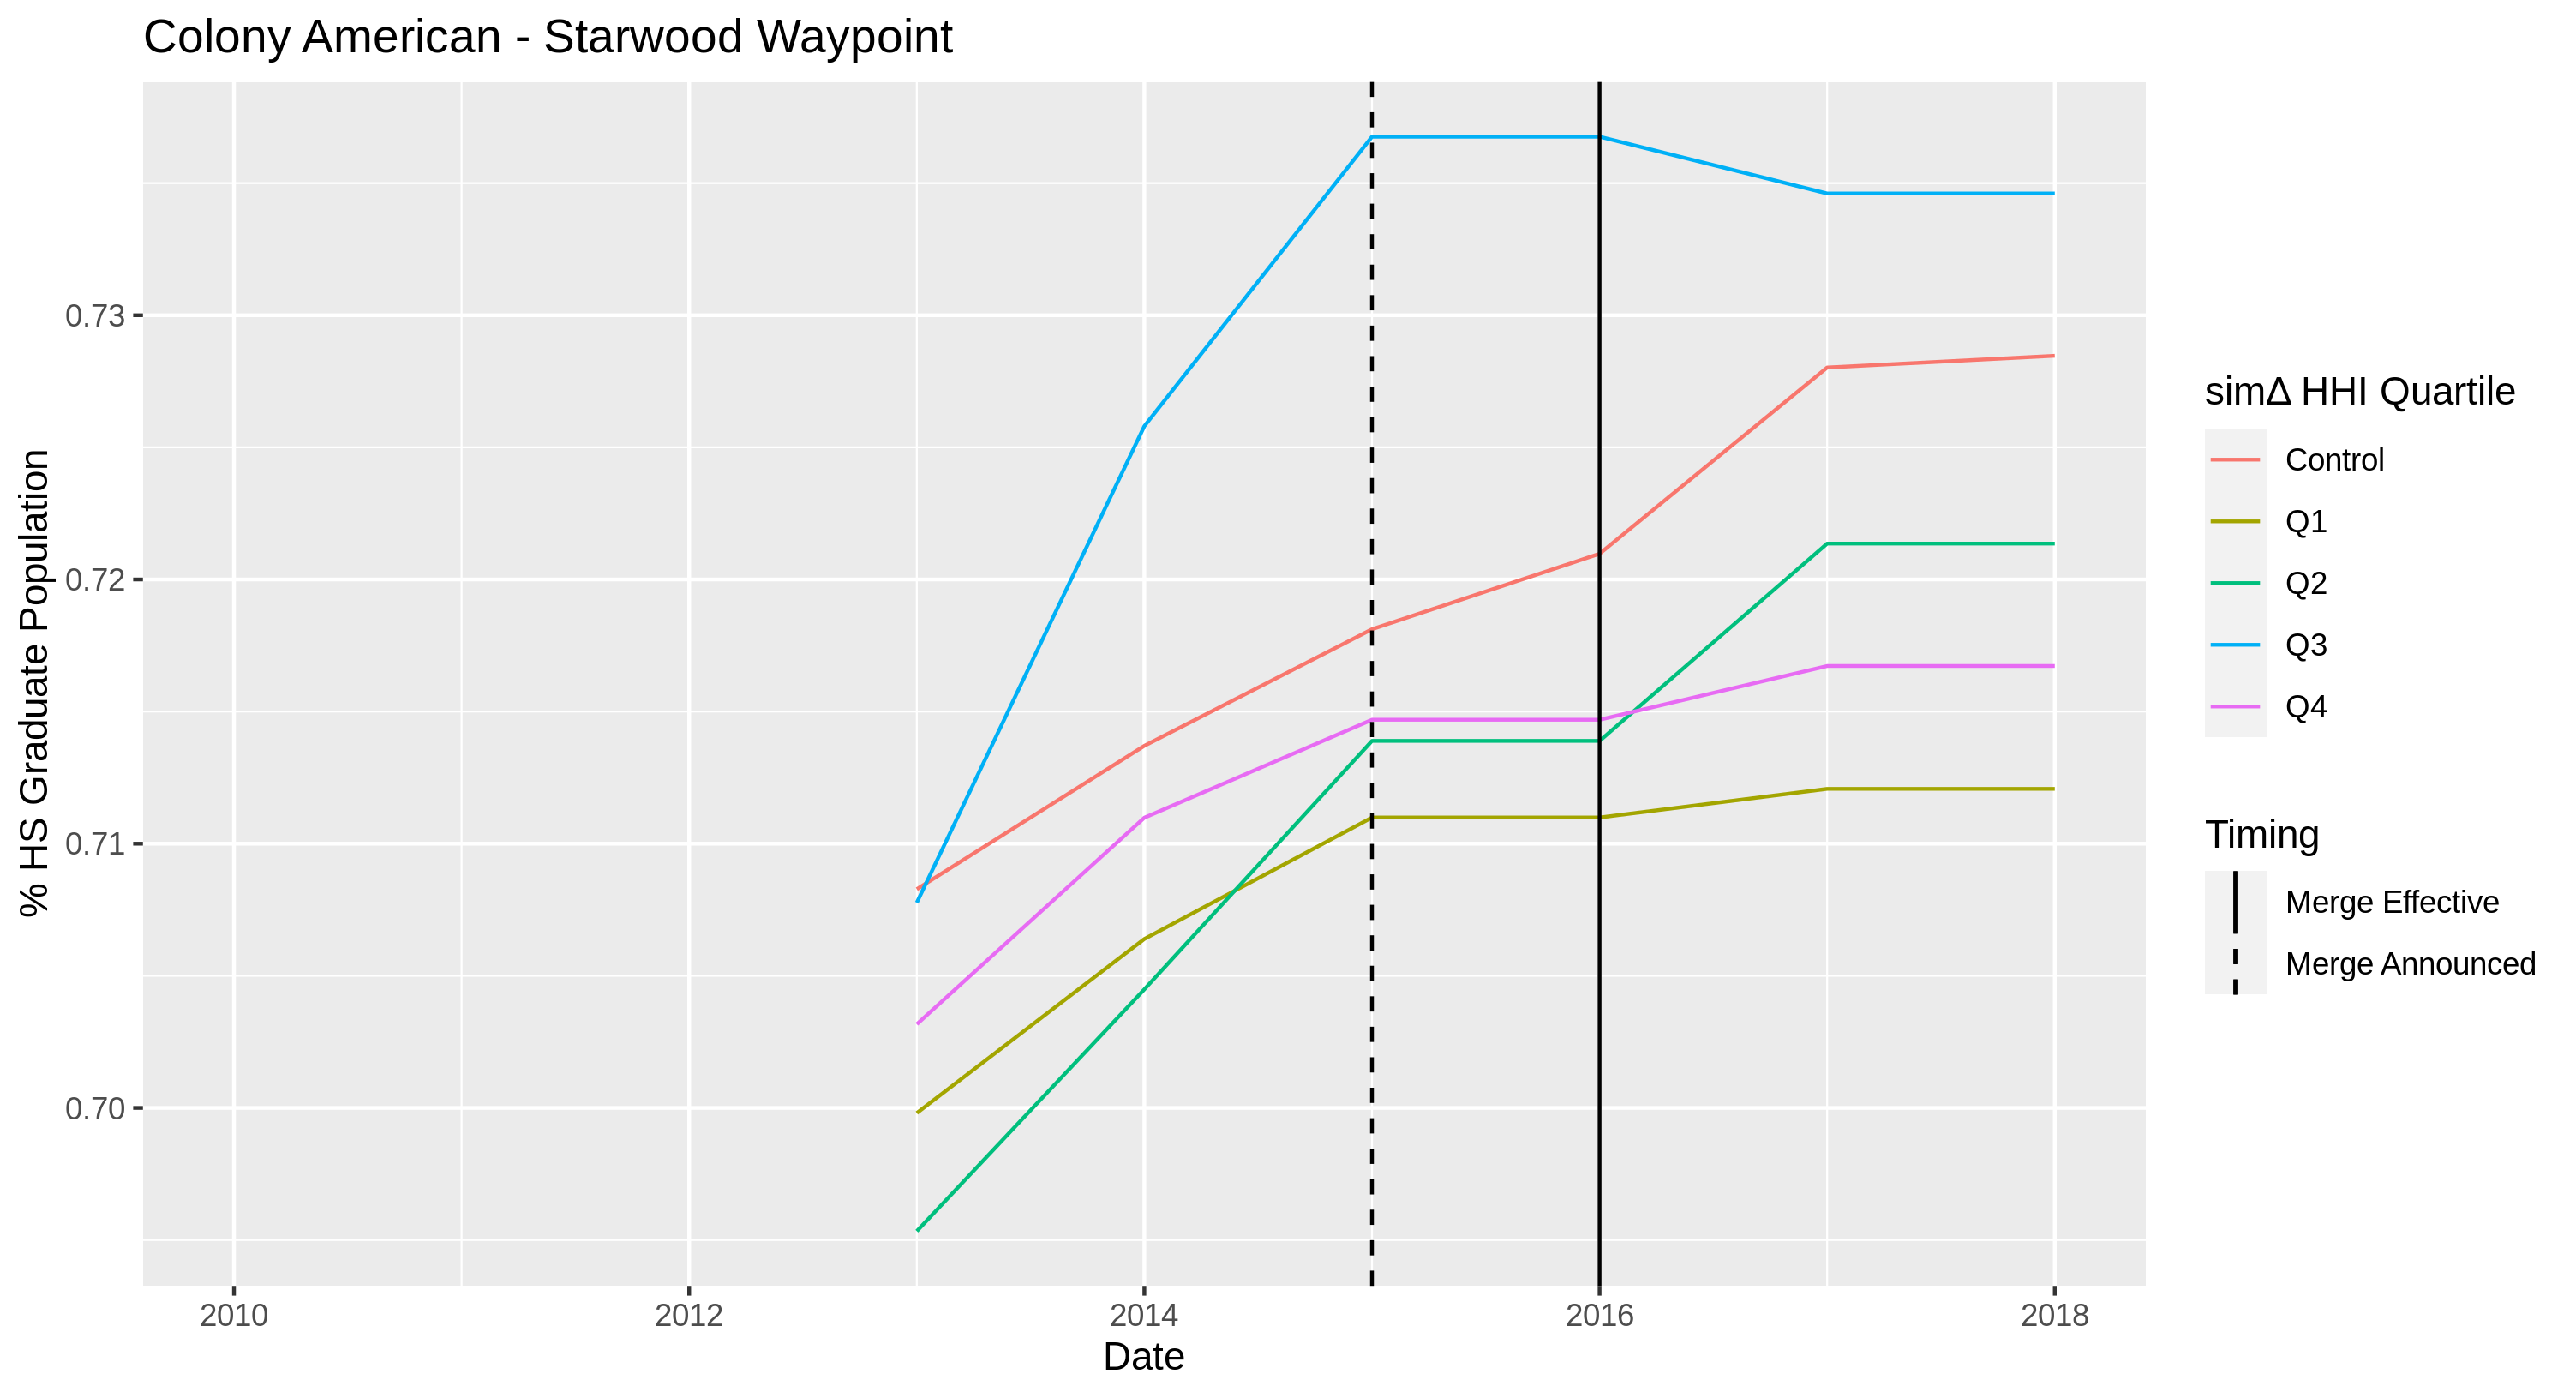 Colony American - Starwood Waypoint
% HS Graduate Population
0.73
0.72
0.71
0.70
2010 2012 2014 2016 2018
Date
simΔ HHI Quartile
Control
Q1
Q2
Q3
Q4
Timing
Merge Effective
Merge Announced